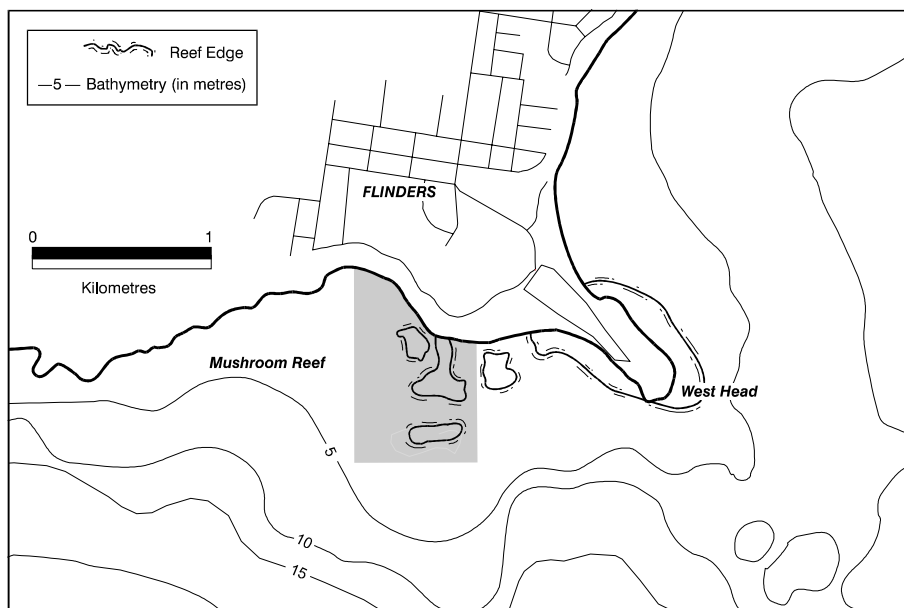 Reef Edge
—5— Bathymetry (in metres)
FLINDERS
0 1
Kilometres
Mushroom Reef
West Head
5
10
15